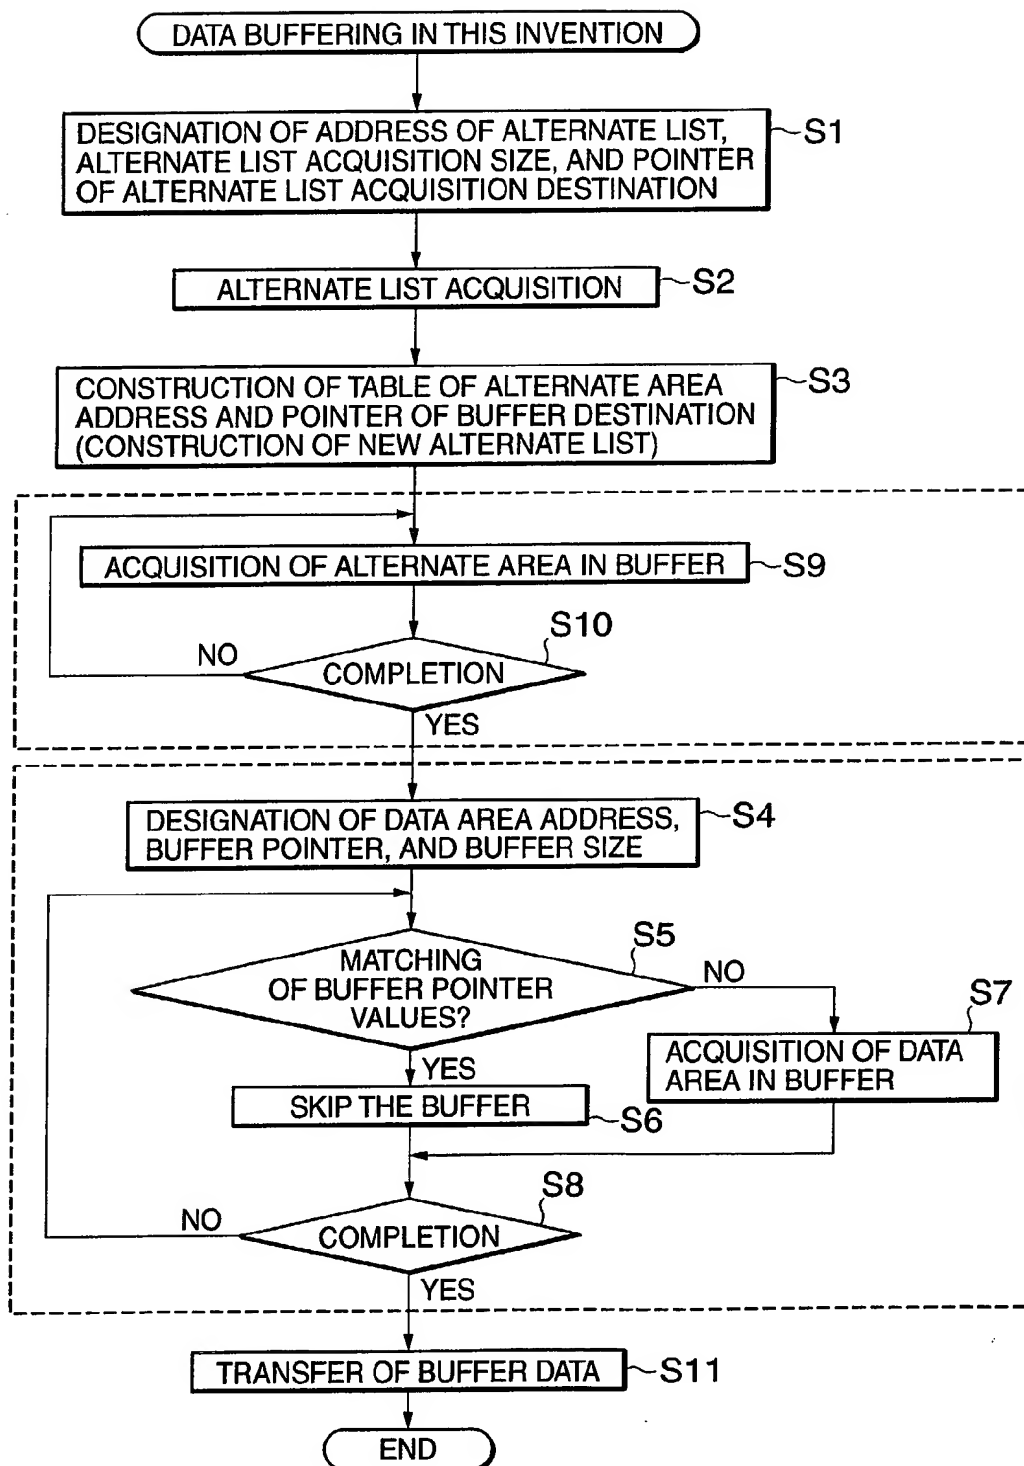 DATA BUFFERING IN THIS INVENTION
DESIGNATION OF ADDRESS OF ALTERNATE LIST,
ALTERNATE LIST ACQUISITION SIZE, AND POINTER
OF ALTERNATE LIST ACQUISITION DESTINATION
S1
ALTERNATE LIST ACQUISITION
S2
CONSTRUCTION OF TABLE OF ALTERNATE AREA
ADDRESS AND POINTER OF BUFFER DESTINATION
(CONSTRUCTION OF NEW ALTERNATE LIST)
S3
ACQUISITION OF ALTERNATE AREA IN BUFFER
S9
S10
NO
COMPLETION
YES
DESIGNATION OF DATA AREA ADDRESS,
BUFFER POINTER, AND BUFFER SIZE
S4
S5
MATCHING
OF BUFFER POINTER
VALUES?
NO
S7
ACQUISITION OF DATA
AREA IN BUFFER
YES
SKIP THE BUFFER
S6
S8
NO
COMPLETION
YES
TRANSFER OF BUFFER DATA
S11
END